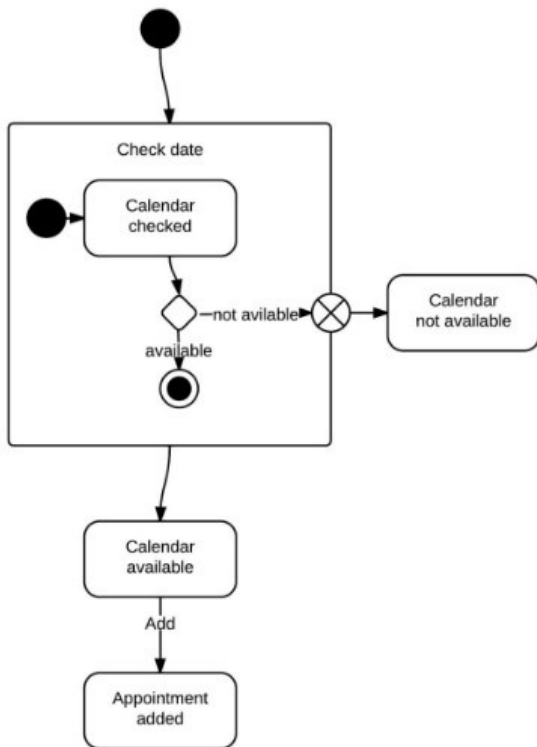 Check date
Calendar
checked
not avilable
Calendar
not available
available
Calendar
available
Add
Appointment
added